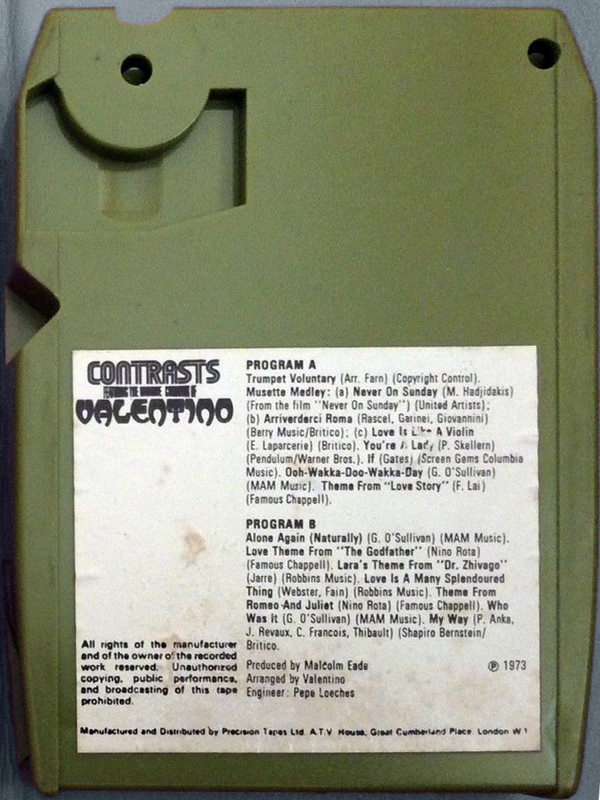 CONTRASTS
FEATURING THE
OF
VALENTINO
PROGRAM A
Trumpet Voluntary (Arr. Farn) (Copyright Control).
Musette Medley: (a) Never On Sunday (M. Hadjidakis)
(From the film "Never On Sunday") (United Artists);
(b) Arriverderci Roma (Rascel, Garinei, Giovannini)
(Berry Music/Britico); (c) Love Is Like A Violin
(E. Laparcerie) (Britico). You're A Lady (P. Skellern)
(Pendulum/Warner Bros.). If (Gates) (Screen Gems Columbia
Music). Ooh-Wakka-Doo-Wakka-Day (G. O'Sullivan)
(MAM Music). Theme From "Love Story" (F. Lai)
(Famous Chappell).
PROGRAM B
Alone Again (Naturally) (G. O'Sullivan) (MAM Music).
Love Theme From "The Godfather" (Nino Rota)
(Famous Chappell). Lara's Theme From "Dr. Zhivago"
(Jarre) (Robbins Music). Love Is A Many Splendoured
Thing (Webster, Fain) (Robbins Music). Theme From
Romeo And Juliet (Nino Rota) (Famous Chappell). Who
Was It (G. O'Sullivan) (MAM Music). My Way (P. Anka,
J. Revaux, C. Francois, Thibault) (Shapiro Bernstein/
Britico.
All rights of the manufacturer
and of the owner of the recorded
work reserved. Unauthorized
copying, public performance,
and broadcasting of this tape
prohibited.
Produced by Malcolm Eade
℗ 1973
Arranged by Valentino
Engineer: Pepe Loeches
Manufactured and Distributed by Precision Tapes Ltd. A.T.V. House, Great Cumberland Place London W1